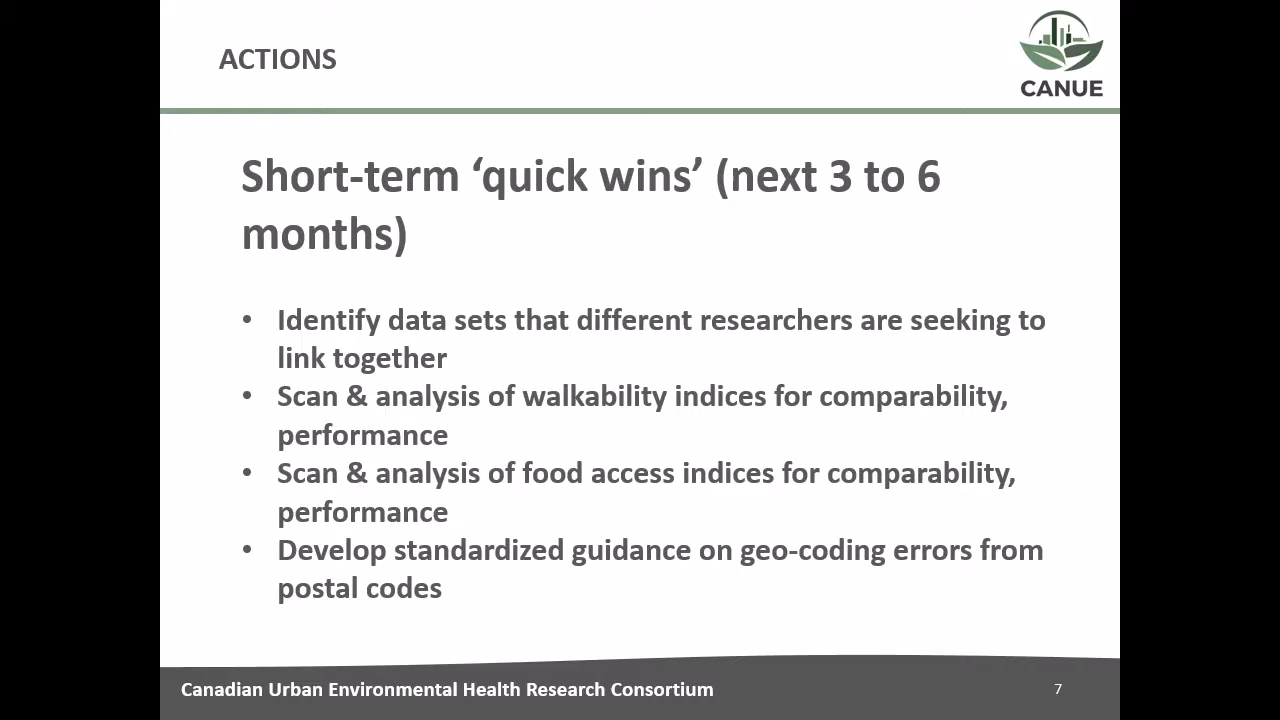 ACTIONS
CANUE
Short-term ‘quick wins’ (next 3 to 6
months)
• Identify data sets that different researchers are seeking to
link together
• Scan & analysis of walkability indices for comparability,
performance
• Scan & analysis of food access indices for comparability,
performance
• Develop standardized guidance on geo-coding errors from
postal codes
Canadian Urban Environmental Health Research Consortium
7